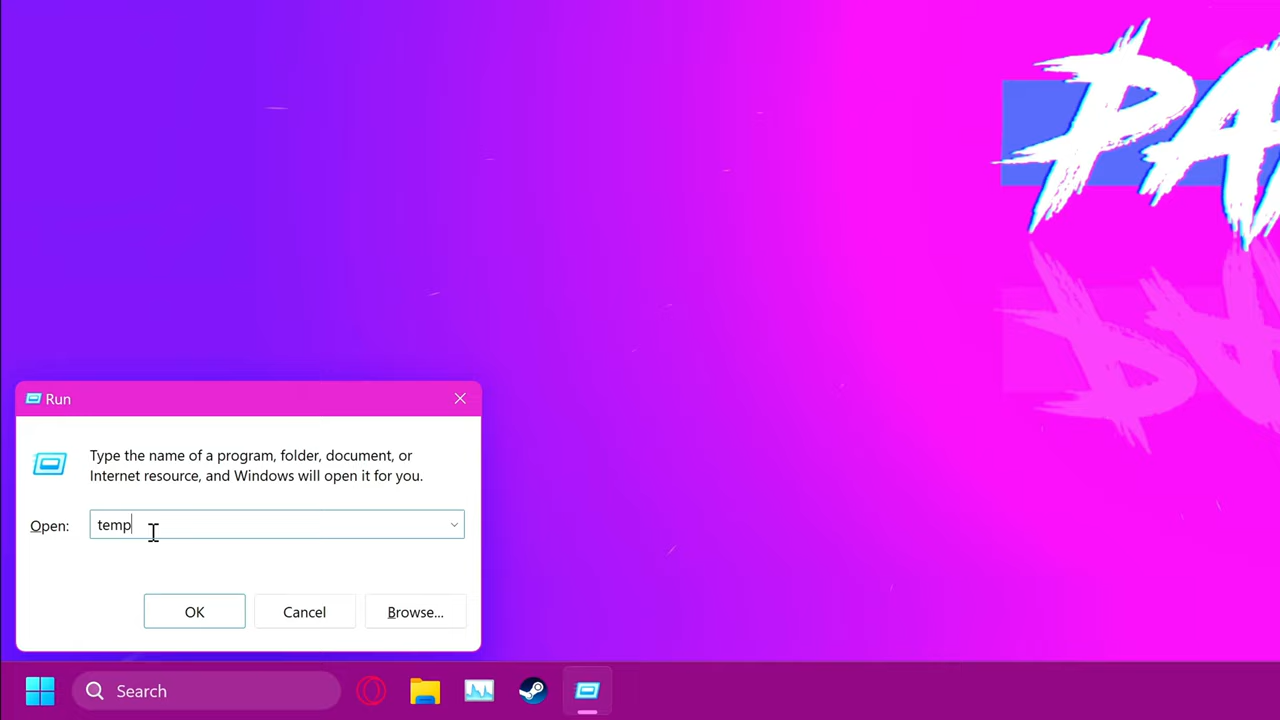 PA
Run
Type the name of a program, folder, document, or
Internet resource, and Windows will open it for you.
Open: temp
OK Cancel Browse...
Search